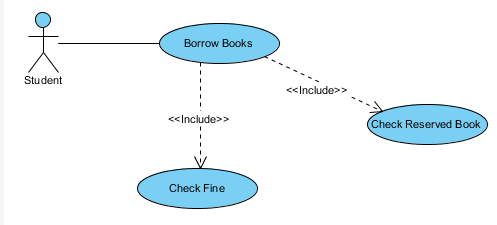 Borrow Books
Student
<<Include>>
<<Include>>
Check Reserved Book
Check Fine